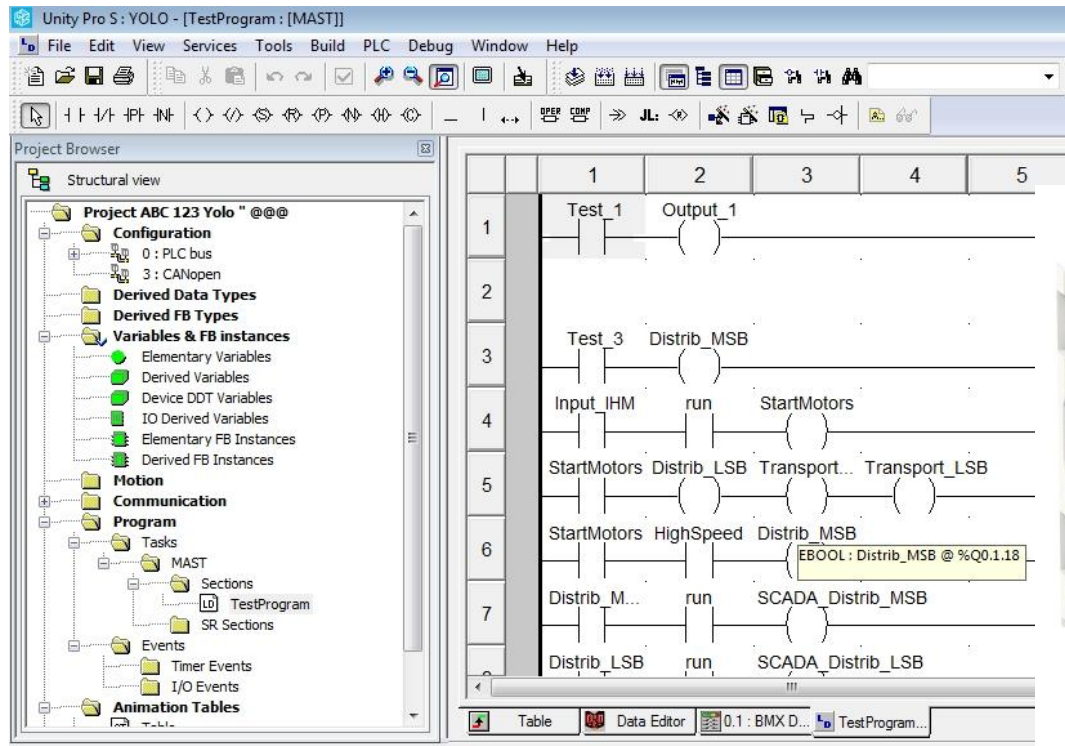 Unity Pro S : YOLO - [TestProgram : [MAST]]
File Edit View Services Tools Build PLC Debug Window Help
OPER COMP JL:
Project Browser
Structural view
Project ABC 123 Yolo " @@@
Configuration
0 : PLC bus
3 : CANopen
Derived Data Types
Derived FB Types
Variables & FB instances
Elementary Variables
Derived Variables
Device DDT Variables
IO Derived Variables
Elementary FB Instances
Derived FB Instances
Motion
Communication
Program
Tasks
MAST
Sections
LD TestProgram
SR Sections
Events
Timer Events
I/O Events
Animation Tables
Table
1 2 3 4 5
1 Test_1 Output_1
2
3 Test_3 Distrib_MSB
4 Input_IHM run StartMotors
5 StartMotors Distrib_LSB Transport... Transport_LSB
6 StartMotors HighSpeed Distrib_MSB
EBOOL : Distrib_MSB @ %Q0.1.18
7 Distrib_M... run SCADA_Distrib_MSB
Distrib_LSB run SCADA_Distrib_LSB
Table Data Editor 0.1 : BMX D... TestProgram...